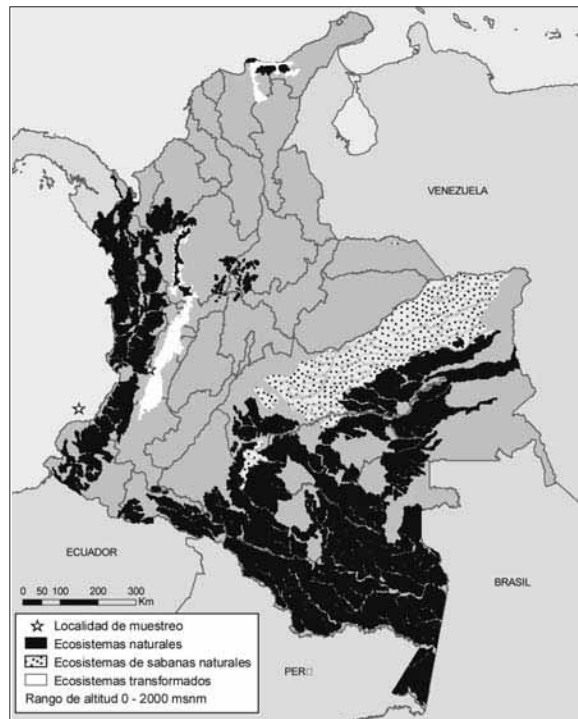 VENEZUELA
ECUADOR
BRASIL
PER□
0 50 100 200 300
Km
Localidad de muestreo
Ecosistemas naturales
Ecosistemas de sabanas naturales
Ecosistemas transformados
Rango de altitud 0 - 2000 msnm